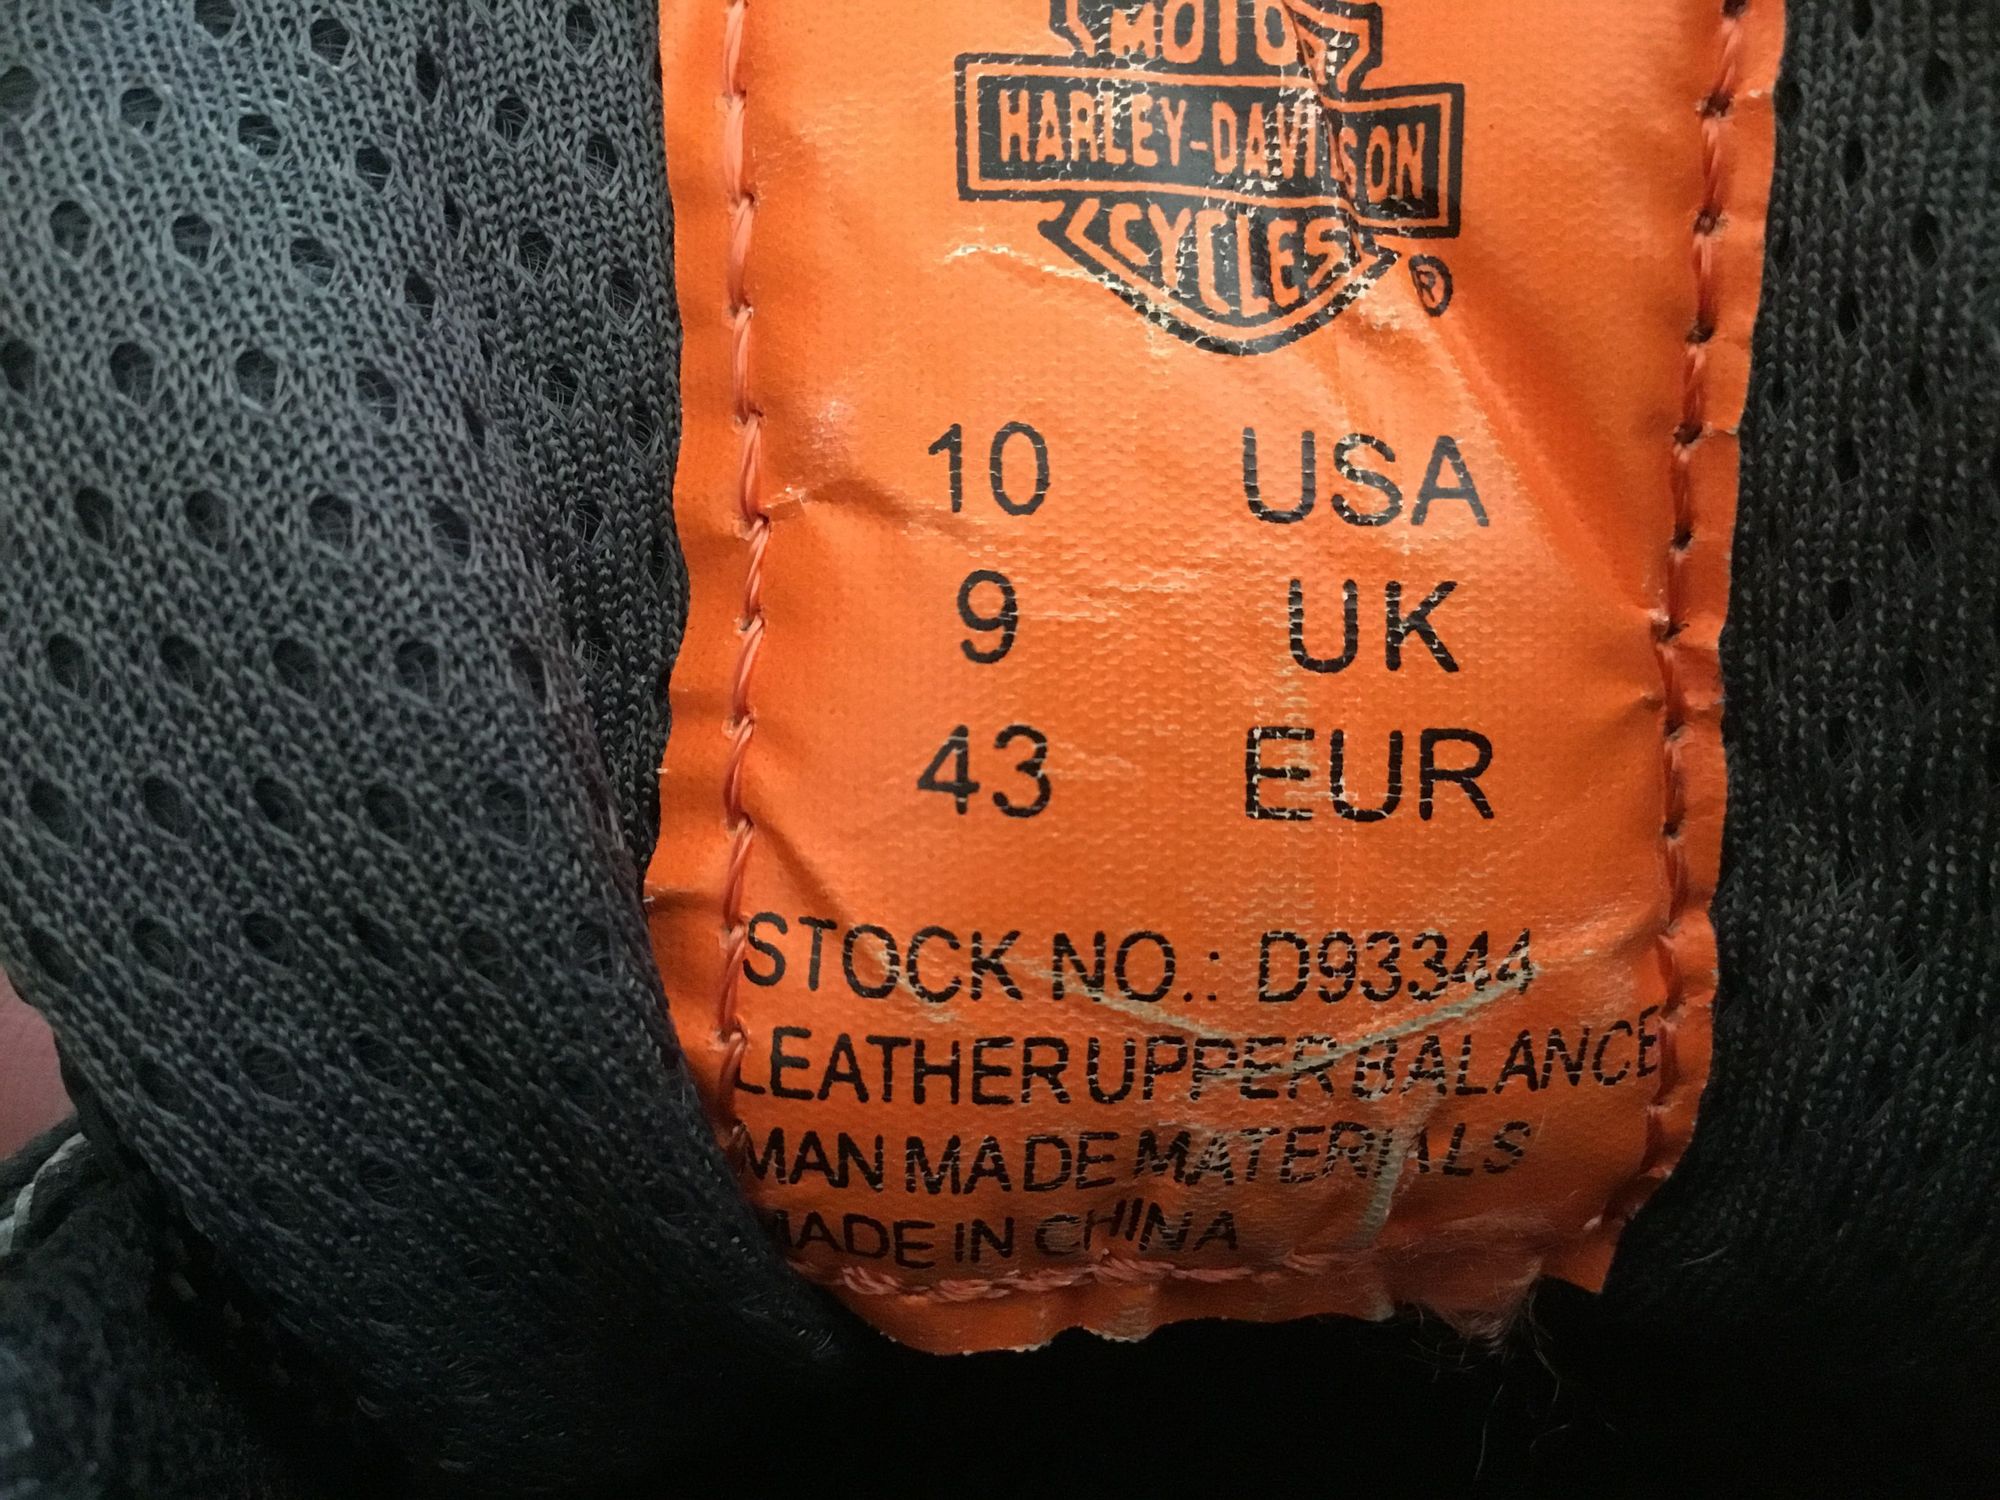 MOTO
HARLEY-DAVIDSON
CYCLES
®
10 USA
9 UK
43 EUR
STOCK NO.: D93344
LEATHER UPPER BALANCE
MAN MADE MATERIALS
MADE IN CHINA